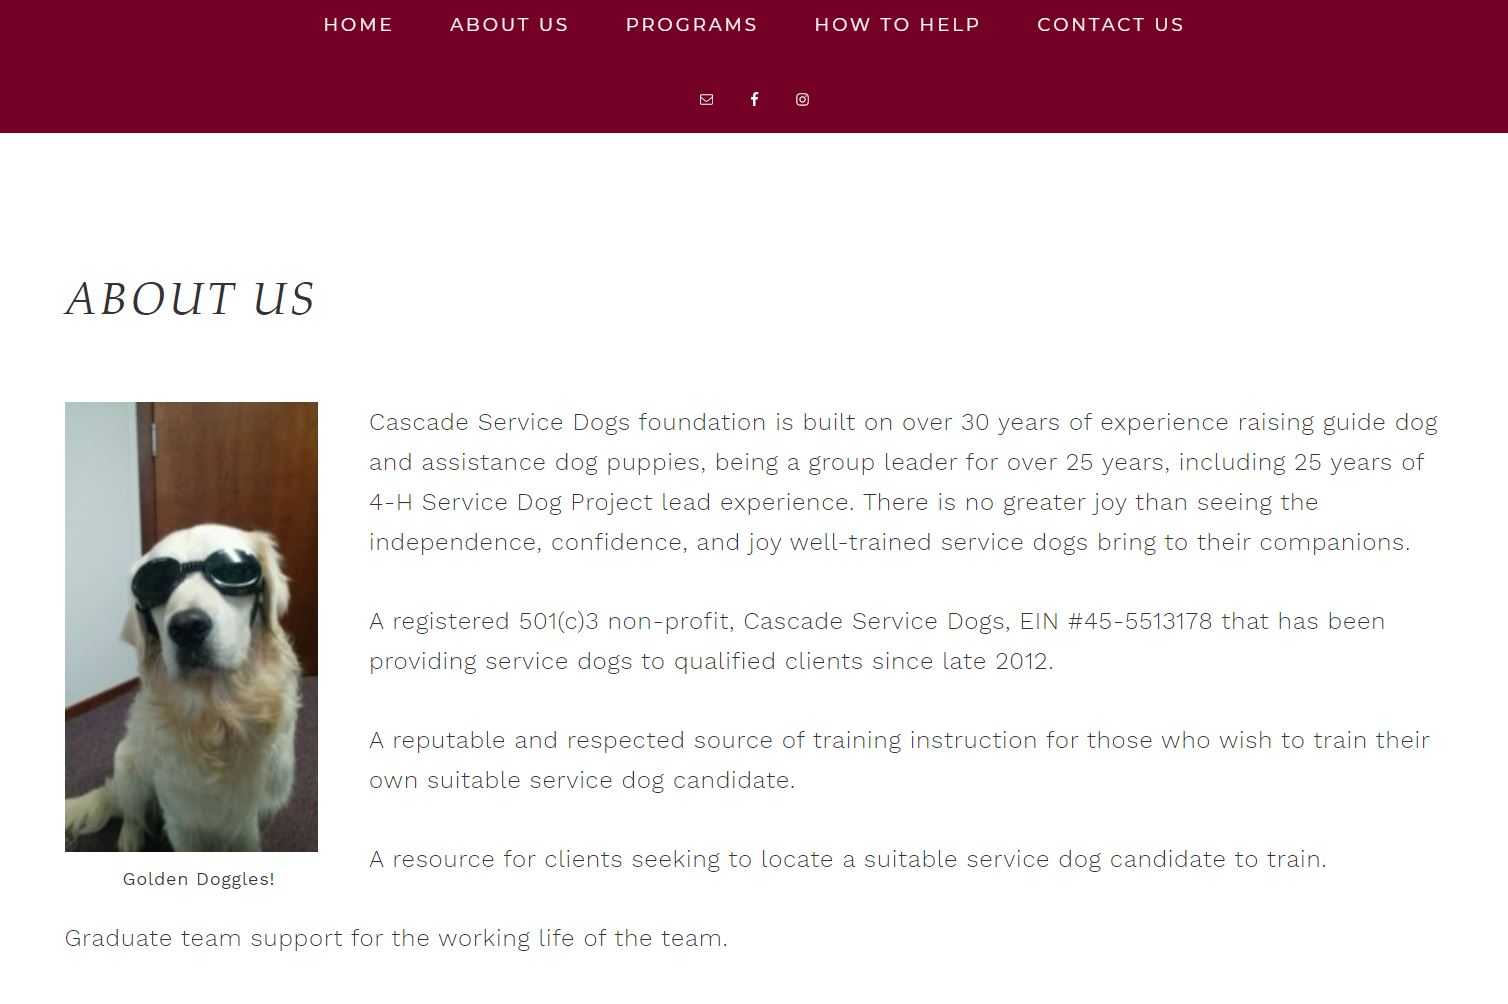 HOME ABOUT US PROGRAMS HOW TO HELP CONTACT US
ABOUT US
Cascade Service Dogs foundation is built on over 30 years of experience raising guide dog
and assistance dog puppies, being a group leader for over 25 years, including 25 years of
4-H Service Dog Project lead experience. There is no greater joy than seeing the
independence, confidence, and joy well-trained service dogs bring to their companions.
A registered 501(c)3 non-profit, Cascade Service Dogs, EIN #45-5513178 that has been
providing service dogs to qualified clients since late 2012.
A reputable and respected source of training instruction for those who wish to train their
own suitable service dog candidate.
A resource for clients seeking to locate a suitable service dog candidate to train.
Golden Doggles!
Graduate team support for the working life of the team.